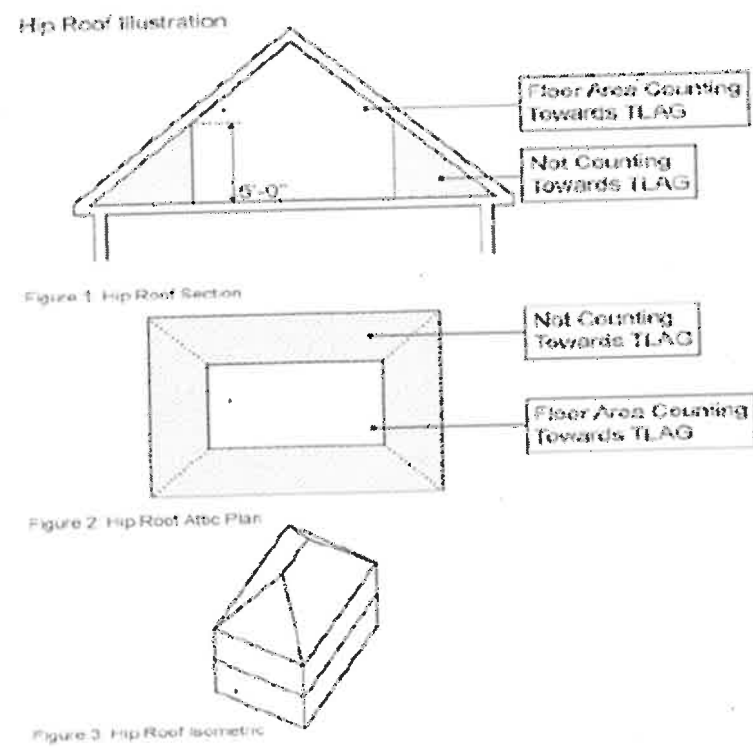 Hip Roof Illustration
Floor Area Counting
Towards TLAG
Not Counting
Towards TLAG
5'-0"
Figure 1 Hip Roof Section
Not Counting
Towards TLAG
Floor Area Counting
Towards TLAG
Figure 2 Hip Roof Attic Plan
Figure 3 Hip Roof Isometric